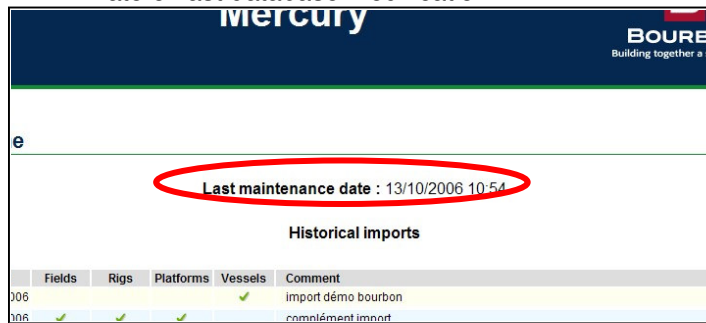 Mercury
BOURB
Building together a s
e
Last maintenance date : 13/10/2006 10:54
Historical imports
Fields Rigs Platforms Vessels Comment
006 import démo bourbon
006 complément import